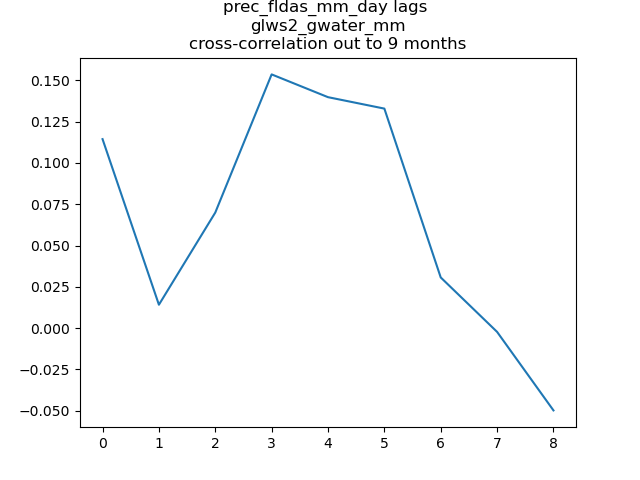 prec_fldas_mm_day lags
glws2_gwater_mm
cross-correlation out to 9 months
0.150
0.125
0.100
0.075
0.050
0.025
0.000
−0.025
−0.050
0 1 2 3 4 5 6 7 8